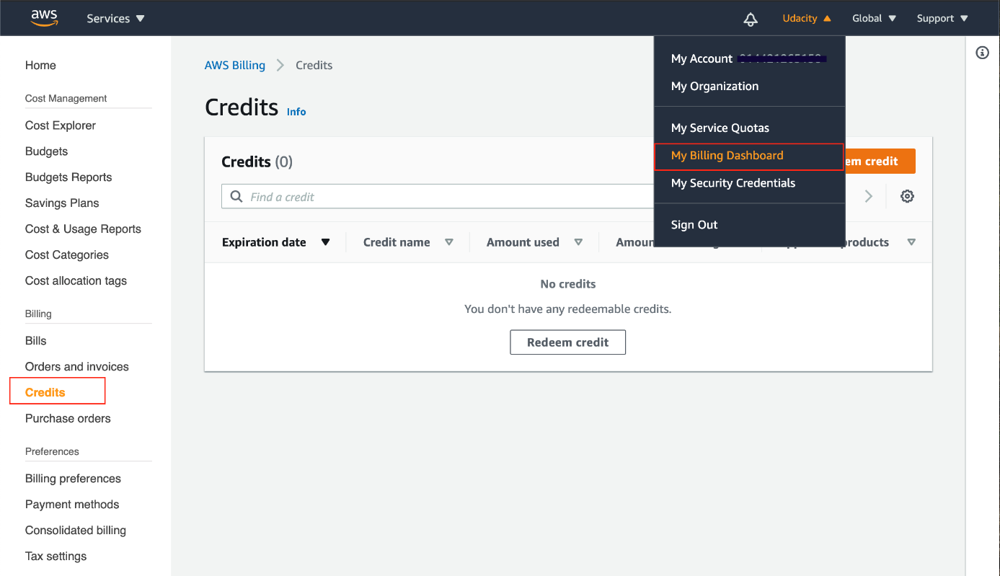 aws
Services
Udacity
Global
Support
My Account
My Organization
My Service Quotas
My Billing Dashboard
My Security Credentials
Sign Out
Home
Cost Management
Cost Explorer
Budgets
Budgets Reports
Savings Plans
Cost & Usage Reports
Cost Categories
Cost allocation tags
Billing
Bills
Orders and invoices
Credits
Purchase orders
Preferences
Billing preferences
Payment methods
Consolidated billing
Tax settings
AWS Billing > Credits
Credits Info
Credits (0)
em credit
Find a credit
Expiration date Credit name Amount used Amoun products
No credits
You don't have any redeemable credits.
Redeem credit